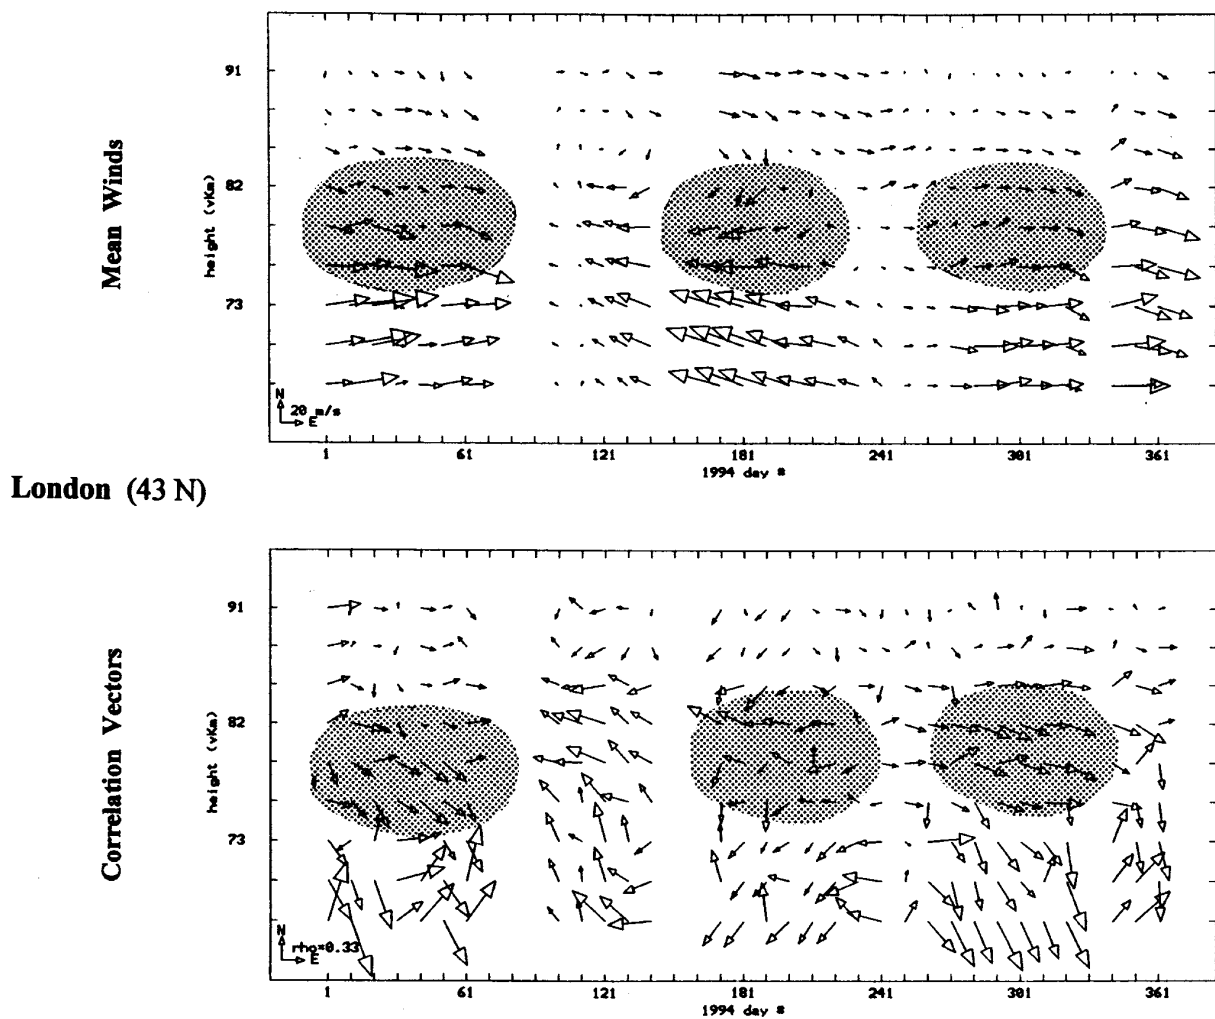 Mean Winds
height (vKm)
91
82
73
N
20 m/s
E
1 61 121 181 241 301 361
1994 day #
London (43 N)
Correlation Vectors
height (vKm)
91
82
73
N
rho=0.33
E
1 61 121 181 241 301 361
1994 day #